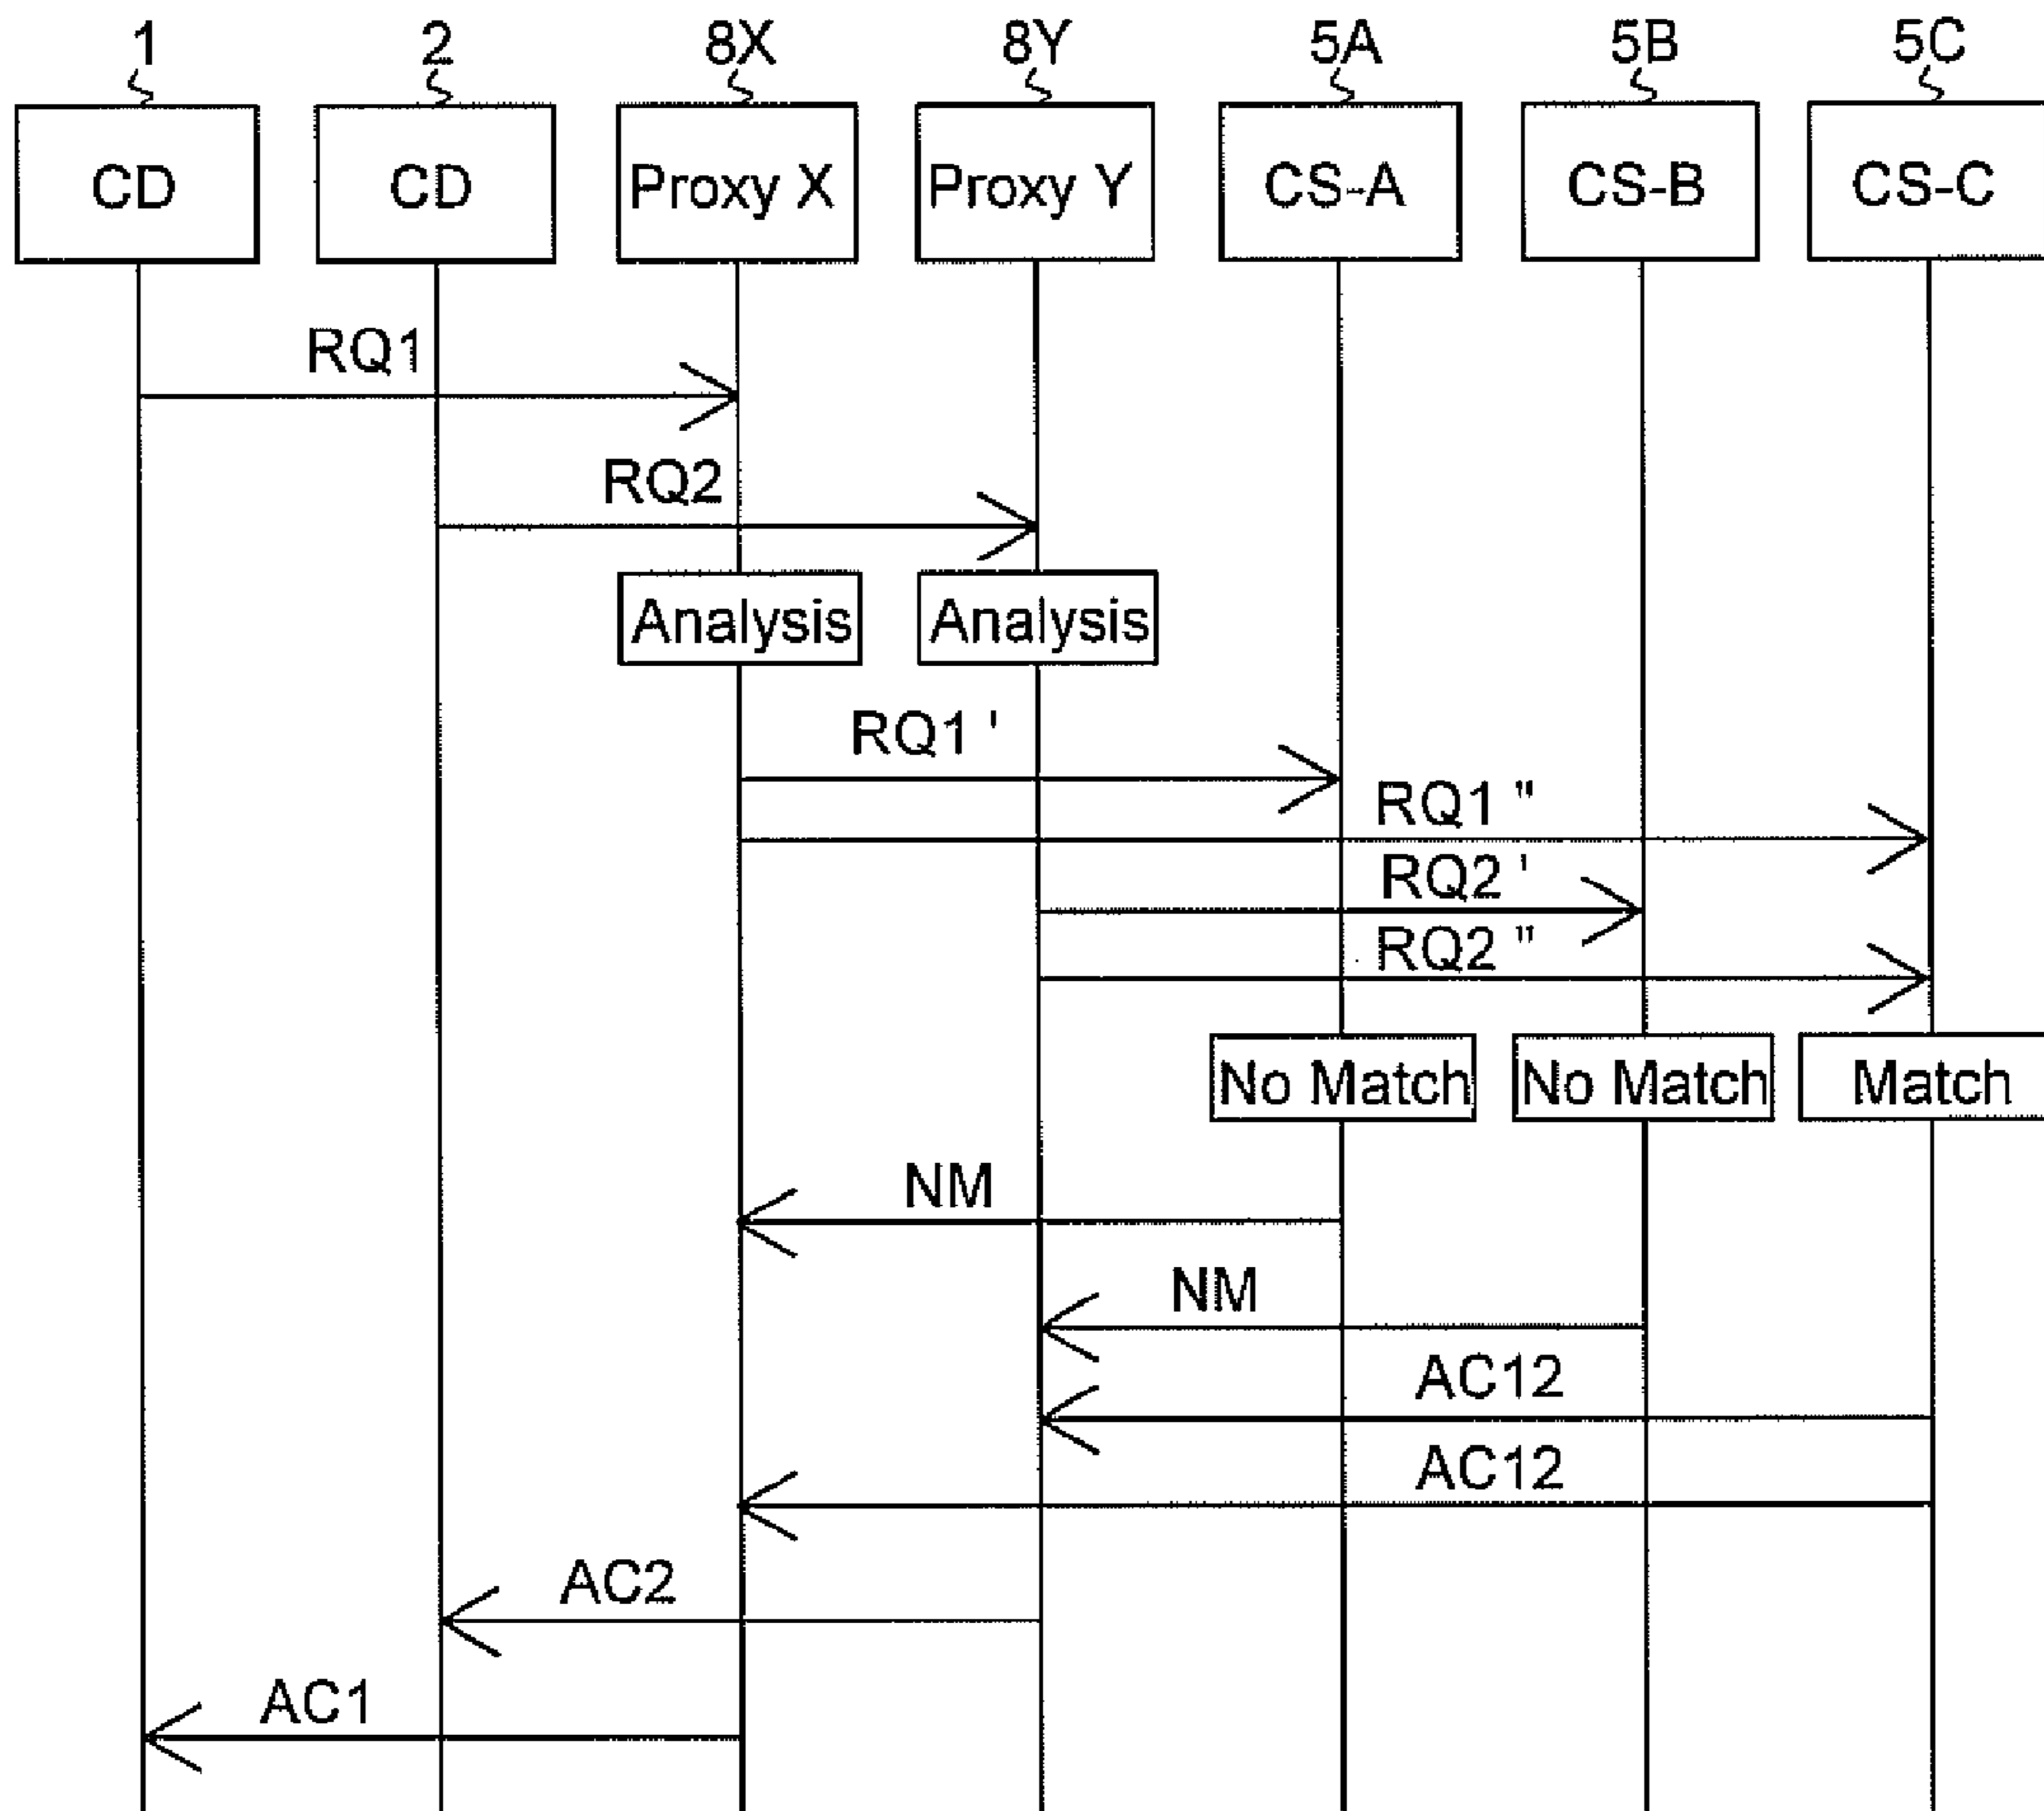 1 2 8X 8Y 5A 5B 5C
CD CD Proxy X Proxy Y CS-A CS-B CS-C
RQ1
RQ2
Analysis Analysis
RQ1 '
RQ1 "
RQ2 '
RQ2 "
No Match No Match Match
NM
NM
AC12
AC12
AC2
AC1